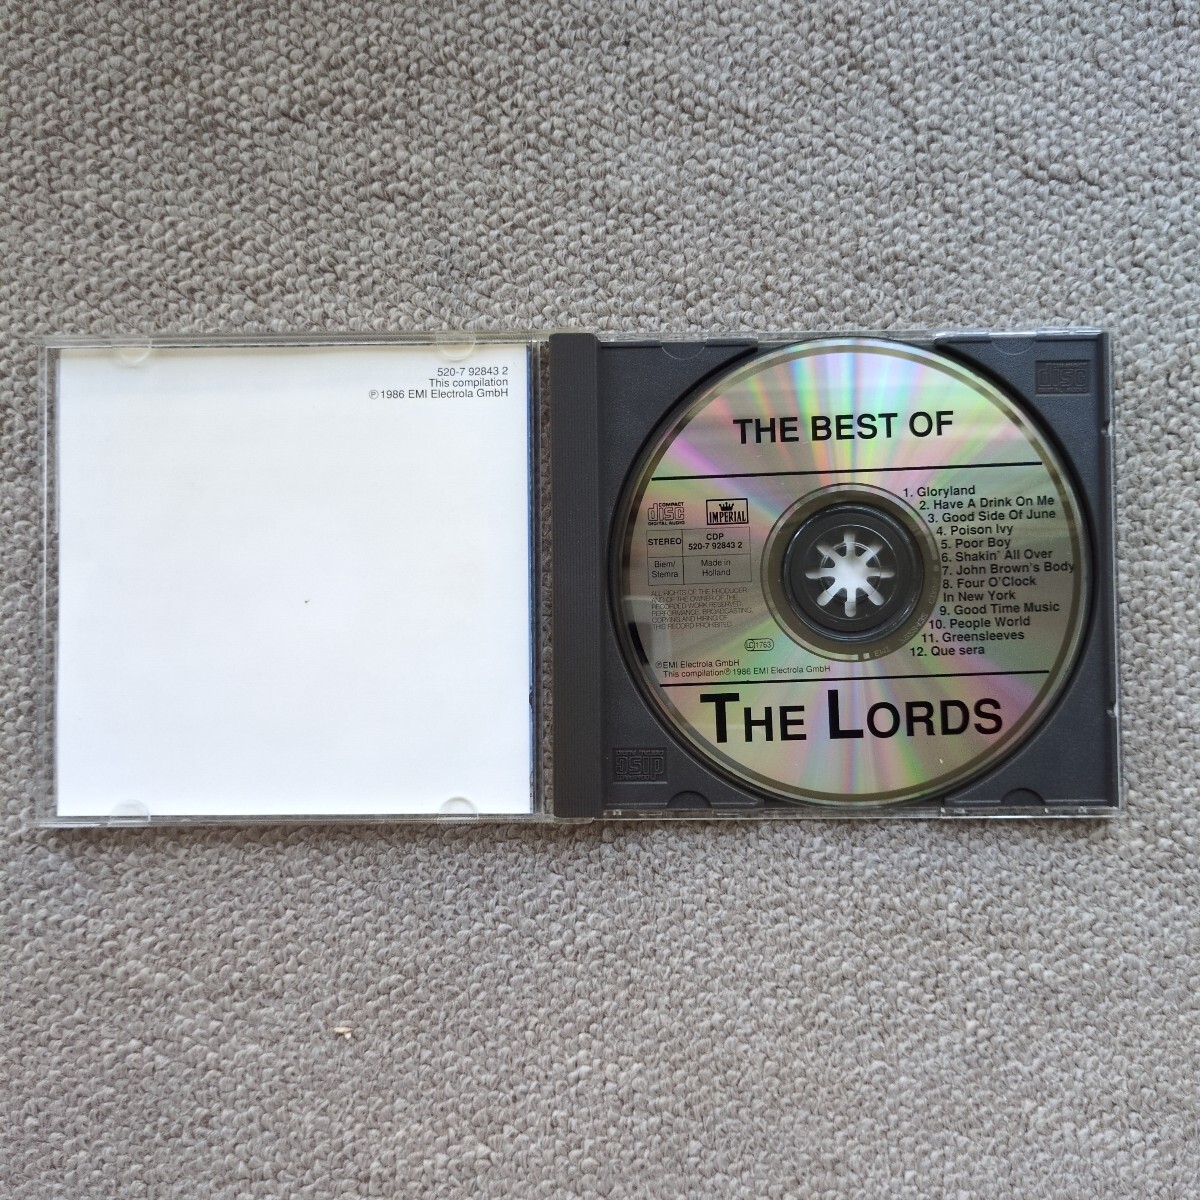 520-7 92843 2
This compilation
℗ 1986 EMI Electrola GmbH
THE BEST OF
COMPACT
disc
DIGITAL AUDIO
IMPERIAL
STEREO
CDP
520-7 92843 2
Biem/
Stemra
Made in
Holland
ALL RIGHTS OF THE PRODUCER
AND OF THE OWNER OF THE
RECORDED WORK RESERVED.
PERFORMANCE, BROADCASTING,
COPYING AND HIRING OF
THIS RECORD PROHIBITED
LC 1763
℗ EMI Electrola GmbH
This compilation ℗ 1986 EMI Electrola GmbH
1. Gloryland
2. Have A Drink On Me
3. Good Side Of June
4. Poison Ivy
5. Poor Boy
6. Shakin' All Over
7. John Brown's Body
8. Four O'Clock
In New York
9. Good Time Music
10. People World
11. Greensleeves
12. Que sera
THE LORDS
disc
disc